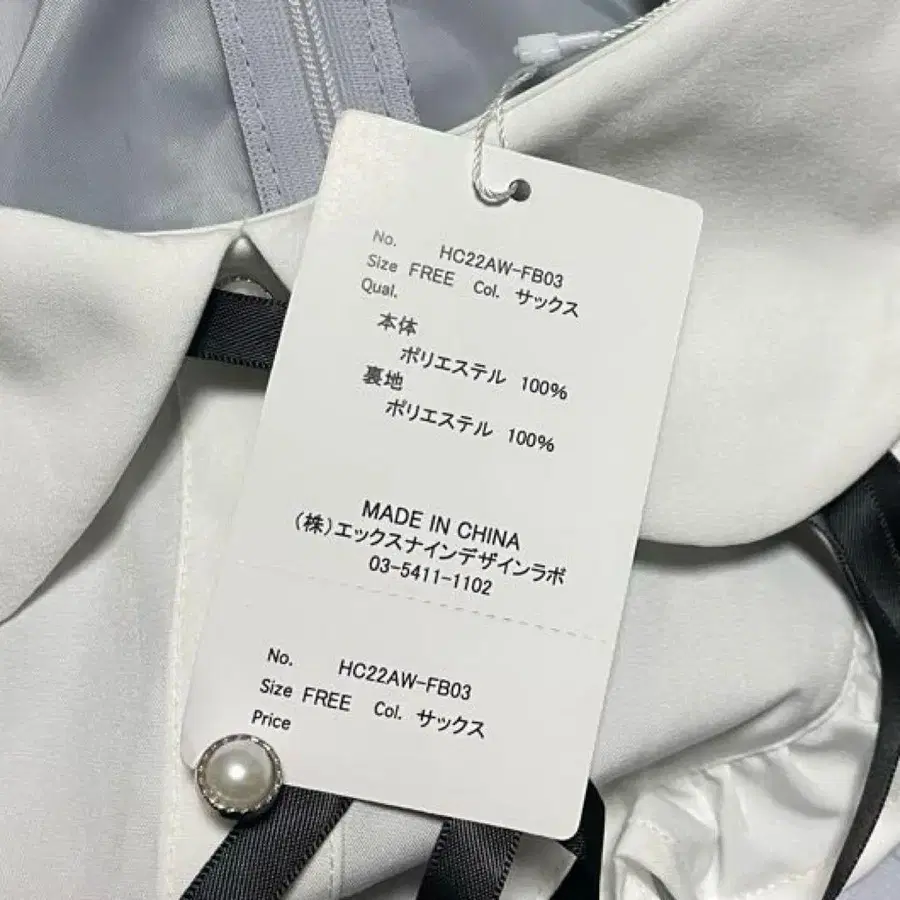 No. HC22AW-FB03
Size FREE Col. サックス
Qual.
本体
ポリエステル 100%
裏地
ポリエステル 100%
MADE IN CHINA
(株)エックスナインデザインラボ
03-5411-1102
No. HC22AW-FB03
Size FREE Col. サックス
Price